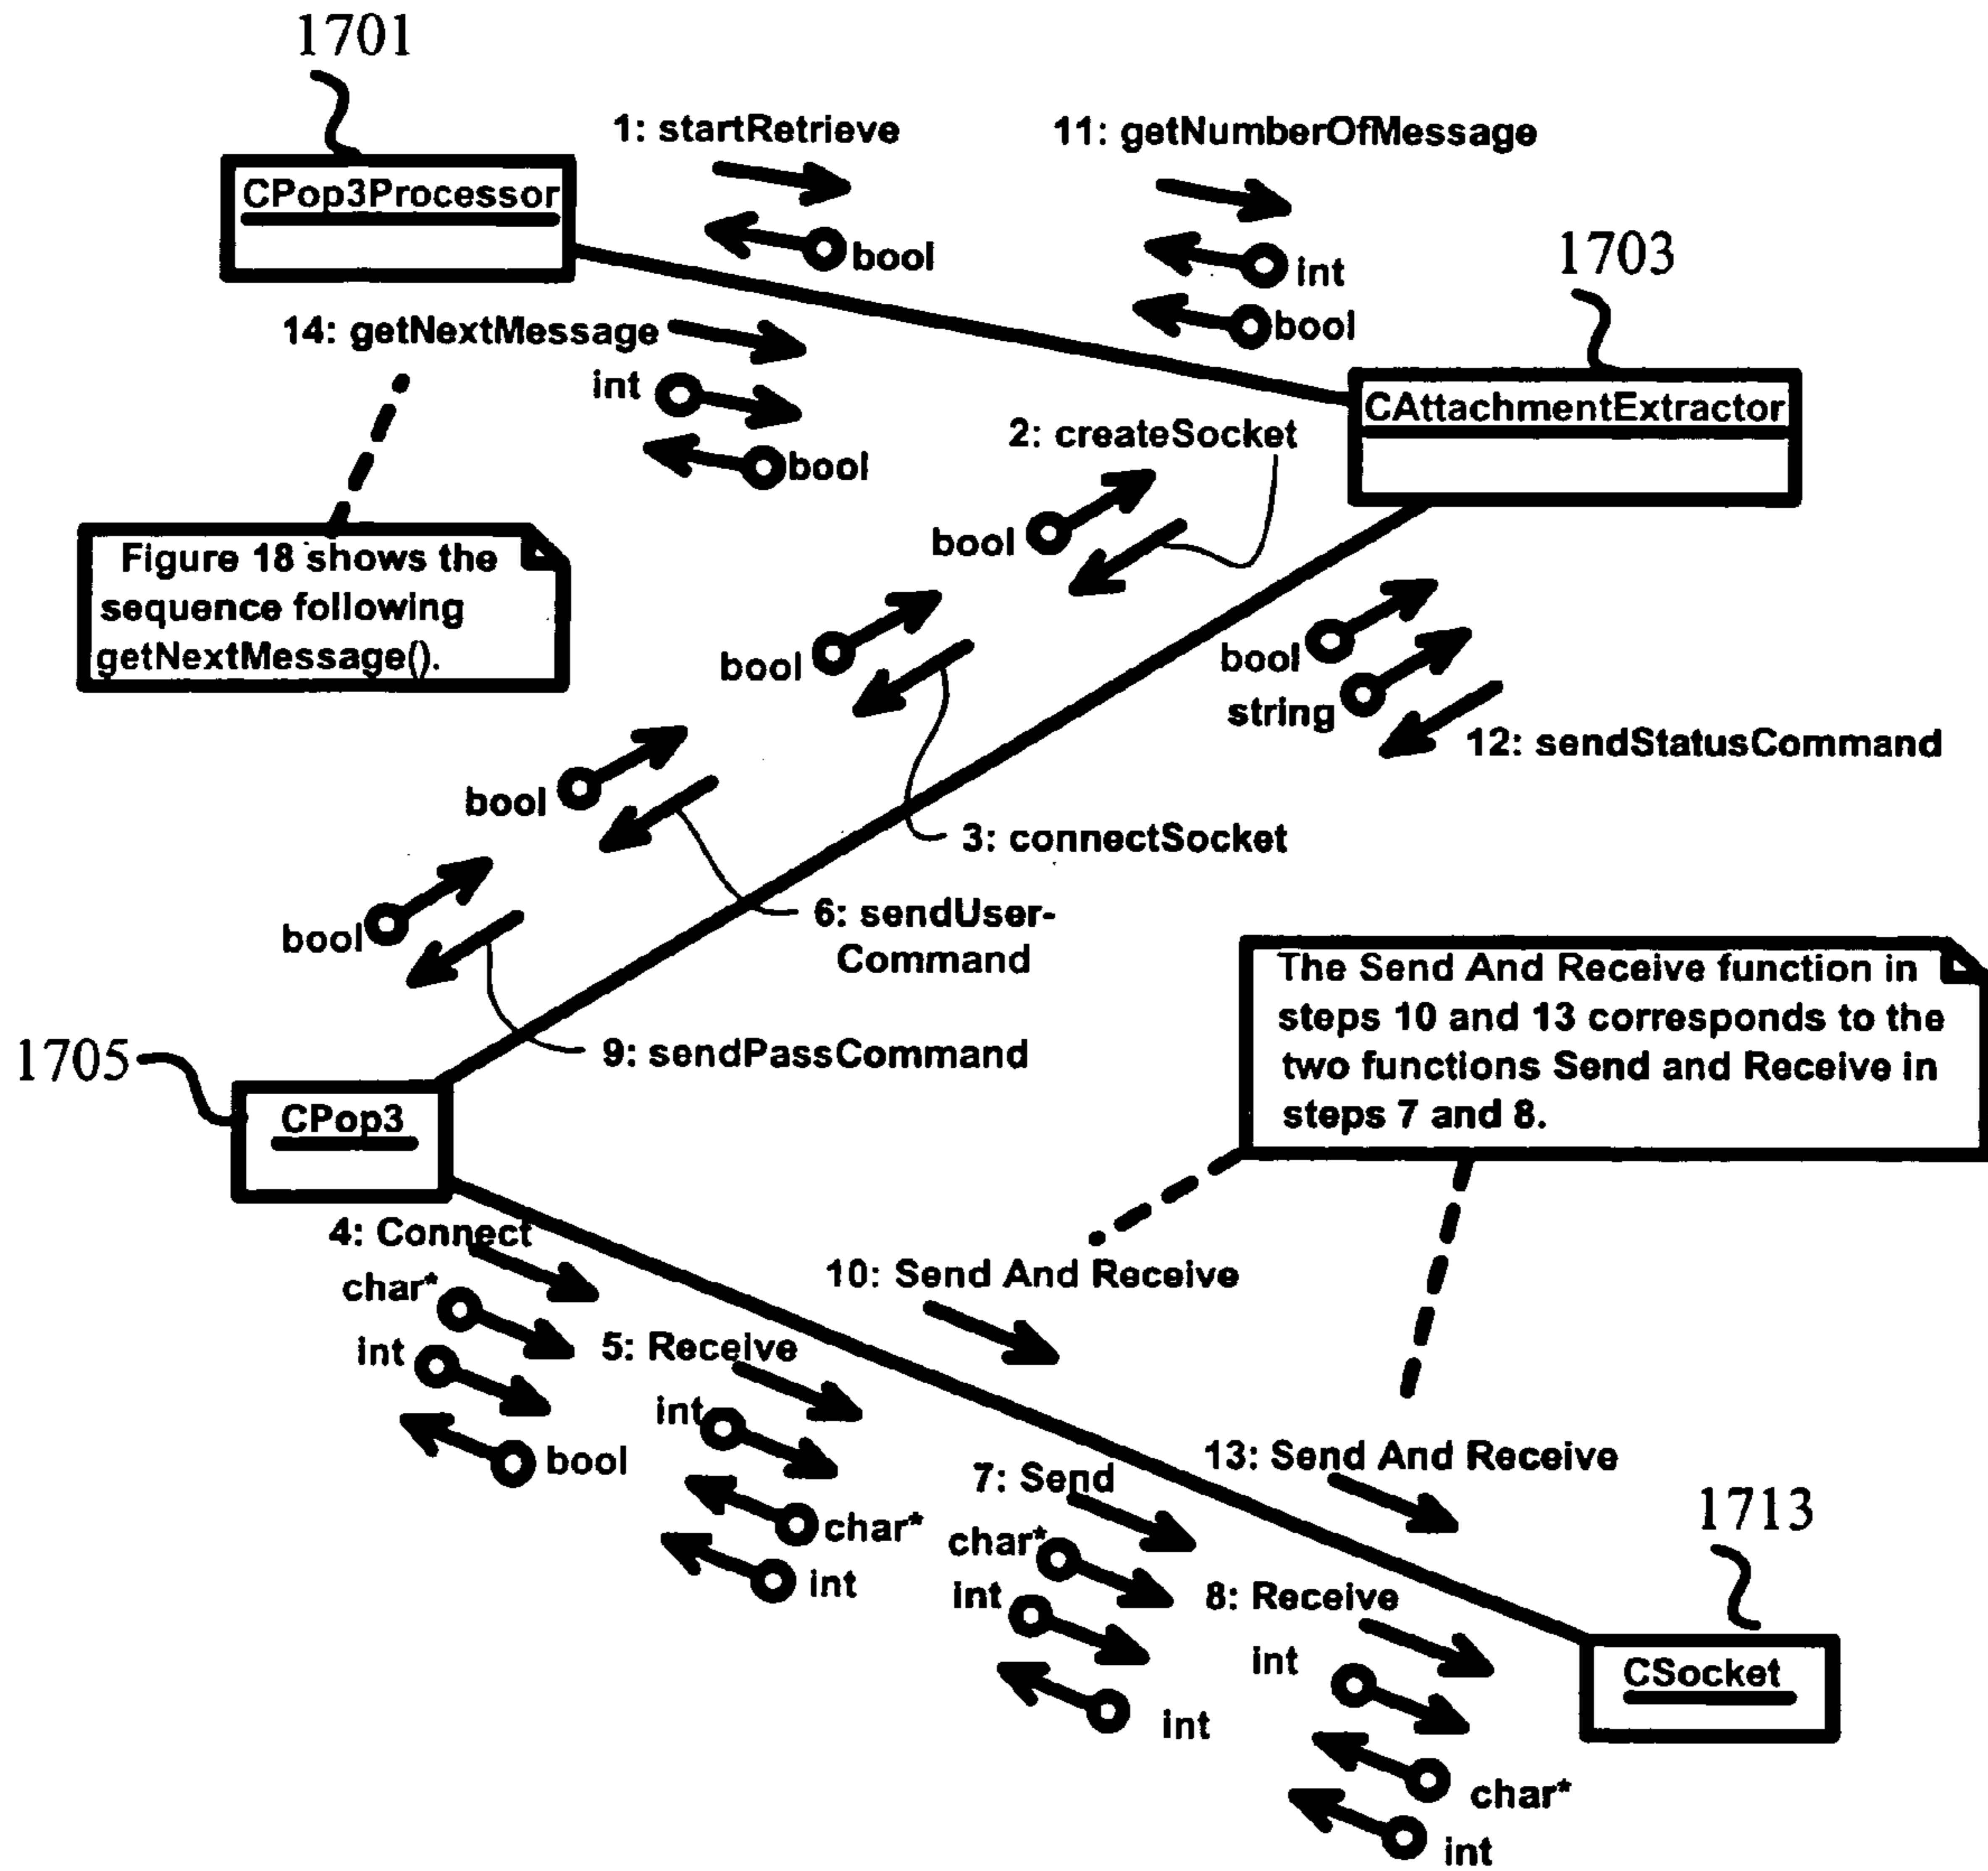 1701
1: startRetrieve
11: getNumberOfMessage
CPop3Processor
bool
int
bool
1703
14: getNextMessage
int
bool
CAttachmentExtractor
2: createSocket
bool
Figure 18 shows the
sequence following
getNextMessage().
bool
bool
string
12: sendStatusCommand
bool
3: connectSocket
6: sendUser-
Command
bool
9: sendPassCommand
The Send And Receive function in
steps 10 and 13 corresponds to the
two functions Send and Receive in
steps 7 and 8.
1705
CPop3
4: Connect
char*
int
bool
10: Send And Receive
5: Receive
int
char*
int
13: Send And Receive
7: Send
char*
int
int
8: Receive
int
char*
int
1713
CSocket